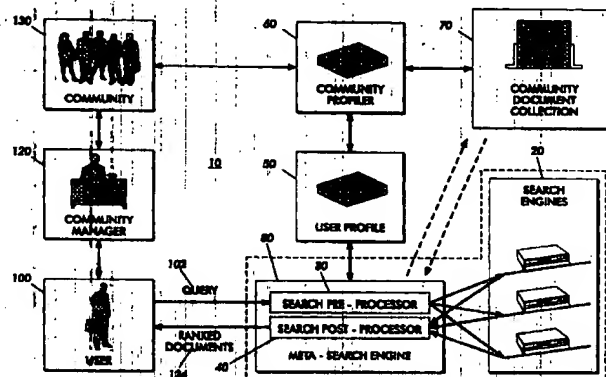 130
COMMUNITY
60
COMMUNITY
PROFILER
70
COMMUNITY
DOCUMENT
COLLECTION
120
COMMUNITY
MANAGER
10
50
USER PROFILE
20
SEARCH
ENGINES
100
USER
102
QUERY
RANKED
DOCUMENTS
104
80
30
SEARCH PRE - PROCESSOR
SEARCH POST - PROCESSOR
40
META - SEARCH ENGINE